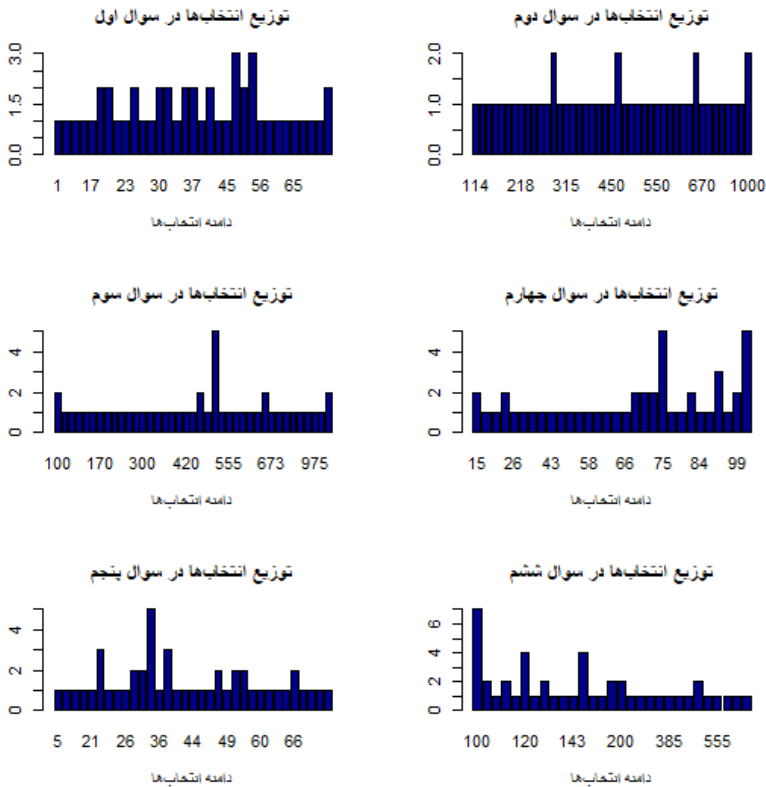 توزیع انتخاب‌ها در سوال اول
3.0
1.5
0.0
1 17 23 30 37 45 56 65
دامنه انتخاب‌ها
توزیع انتخاب‌ها در سوال دوم
2.0
1.0
0.0
114 218 315 450 550 670 1000
دامنه انتخاب‌ها
توزیع انتخاب‌ها در سوال سوم
4
2
0
100 170 300 420 555 673 975
دامنه انتخاب‌ها
توزیع انتخاب‌ها در سوال چهارم
4
2
0
15 26 43 58 66 75 84 99
دامنه انتخاب‌ها
توزیع انتخاب‌ها در سوال پنجم
4
2
0
5 21 26 36 44 49 60 66
دامنه انتخاب‌ها
توزیع انتخاب‌ها در سوال ششم
6
4
2
0
100 120 143 200 385 555
دامنه انتخاب‌ها